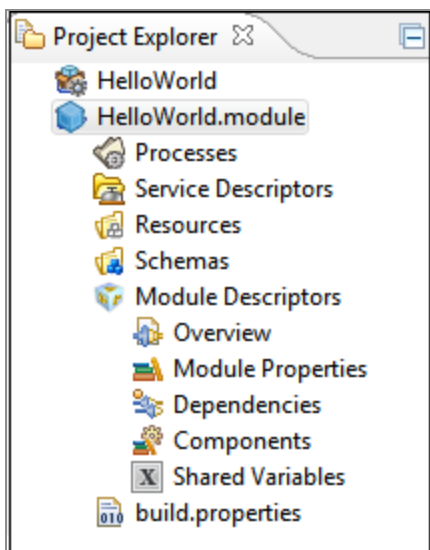 Project Explorer
HelloWorld
HelloWorld.module
Processes
Service Descriptors
Resources
Schemas
Module Descriptors
Overview
Module Properties
Dependencies
Components
X Shared Variables
010 build.properties